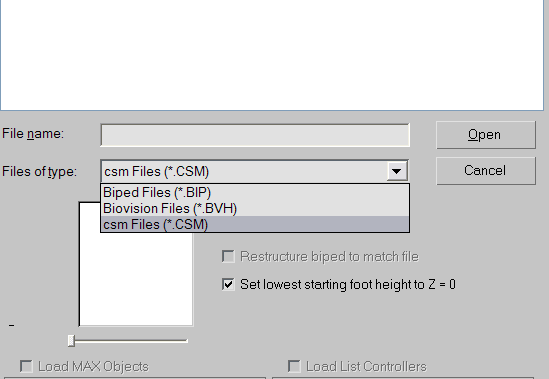 File name:
Open
Files of type:
csm Files (*.CSM)
Cancel
Biped Files (*.BIP)
Biovision Files (*.BVH)
csm Files (*.CSM)
Restructure biped to match file
Set lowest starting foot height to Z = 0
Load MAX Objects
Load List Controllers